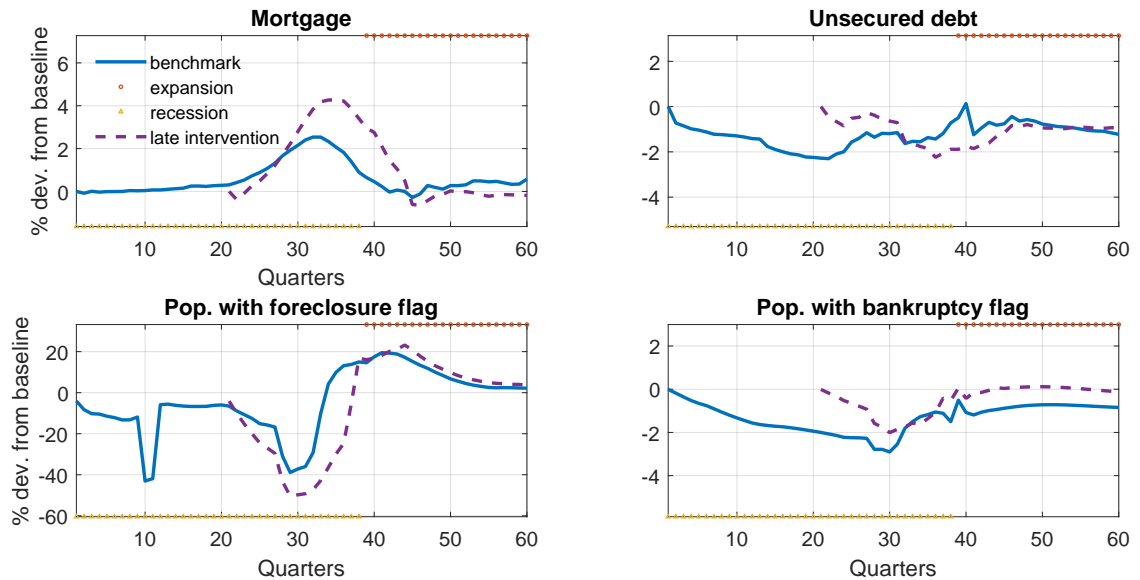 Mortgage
% dev. from baseline
6
4
2
0
benchmark
expansion
recession
late intervention
10 20 30 40 50 60
Quarters
Unsecured debt
2
0
-2
-4
10 20 30 40 50 60
Pop. with foreclosure flag
% dev. from baseline
20
0
-20
-40
-60
10 20 30 40 50 60
Quarters
Pop. with bankruptcy flag
2
0
-2
-4
10 20 30 40 50 60
Quarters